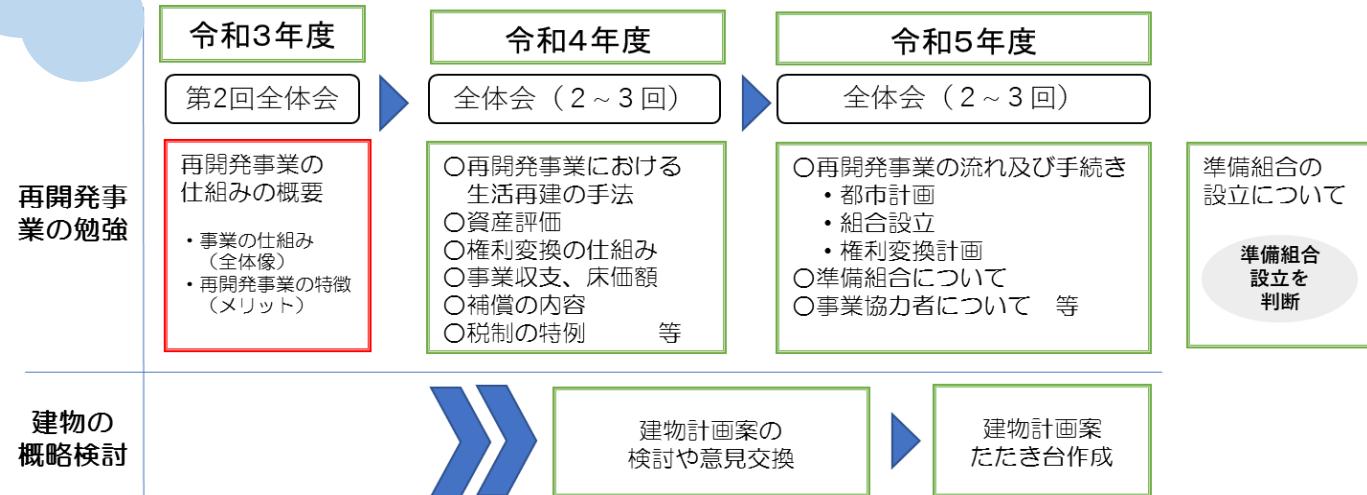 令和3年度
令和4年度
令和5年度
第2回全体会
全体会（２～３回）
全体会（２～３回）
再開発事
業の勉強
再開発事業の
仕組みの概要
・事業の仕組み
（全体像）
・再開発事業の特徴
（メリット）
〇再開発事業における
生活再建の手法
〇資産評価
〇権利変換の仕組み
〇事業収支、床価額
〇補償の内容
〇税制の特例　　　等
〇再開発事業の流れ及び手続き
・都市計画
・組合設立
・権利変換計画
〇準備組合について
〇事業協力者について　等
準備組合の
設立について
準備組合
設立を
判断
建物の
概略検討
建物計画案の
検討や意見交換
建物計画案
たたき台作成